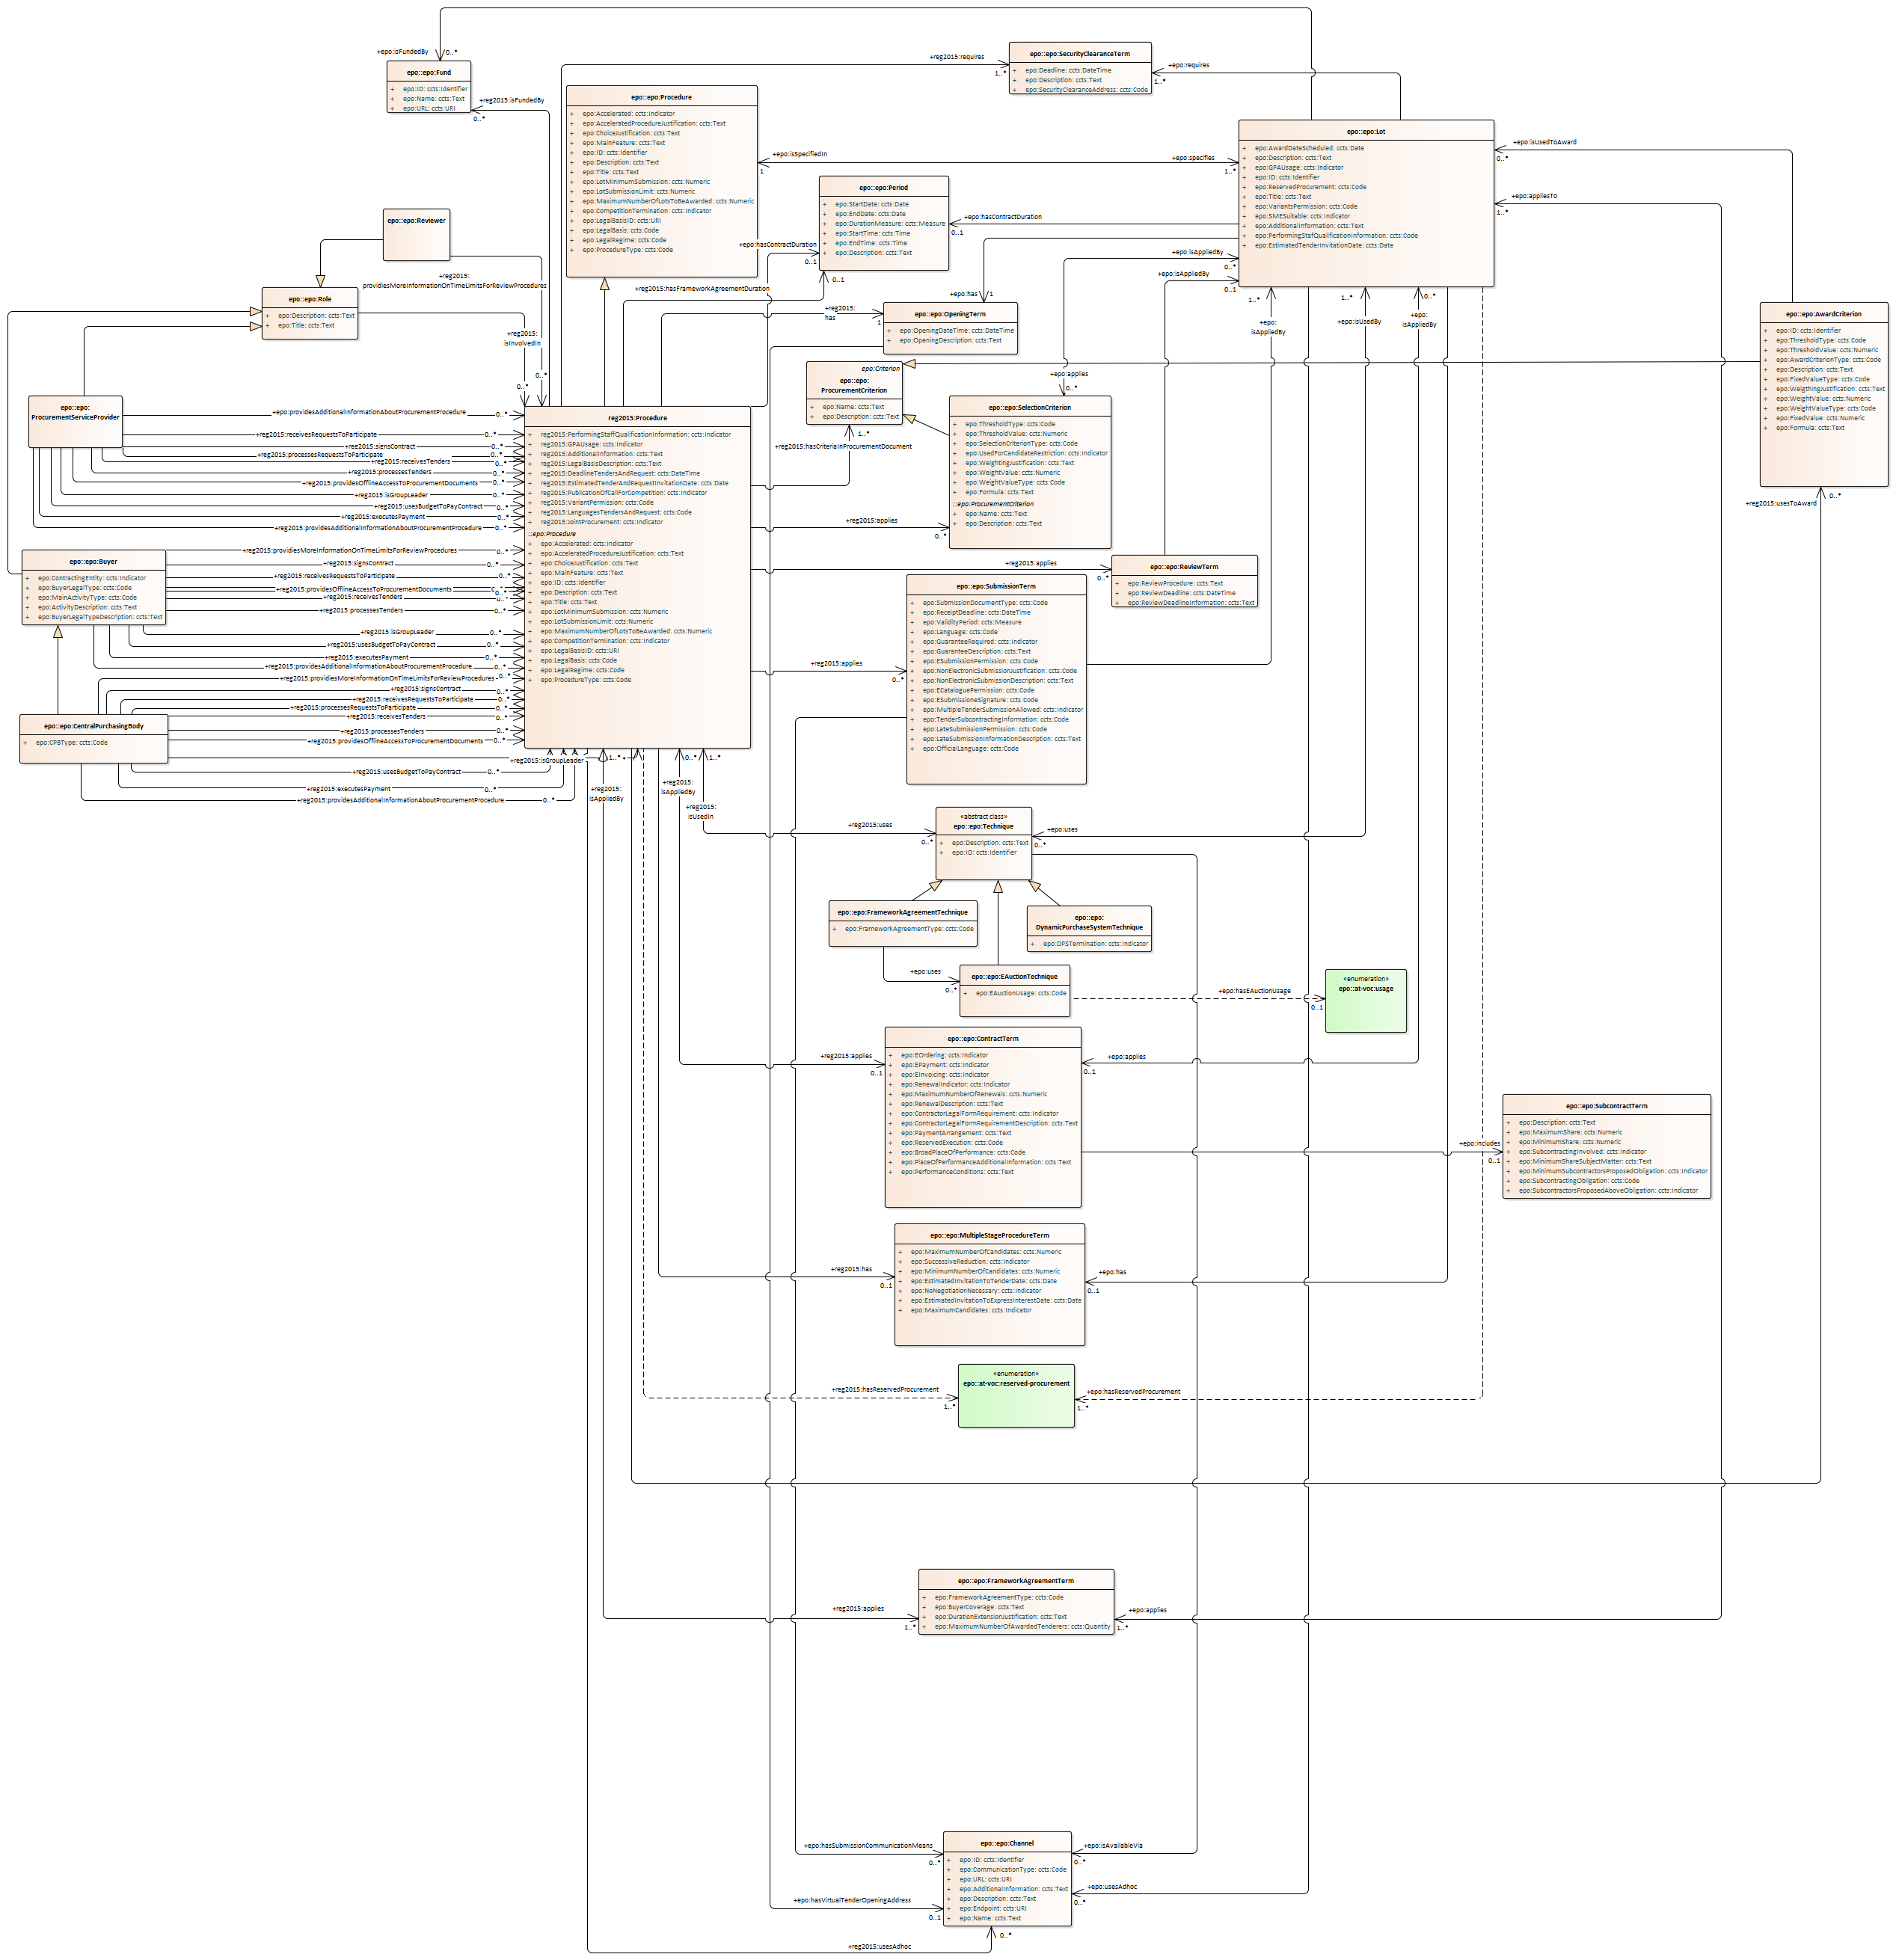 +epo:isFundedBy
0..*
epo::epo:Fund
+ epo:ID: ccts:Identifier
+ epo:Name: ccts:Text
+ epo:URL: ccts:URI
+reg2015:isFundedBy
0..*
+reg2015:requires
1..*
epo::epo:SecurityClearanceTerm
+ epo:Deadline: ccts:DateTime
+ epo:Description: ccts:Text
+ epo:SecurityClearanceAddress: ccts:Code
+epo:requires
1..*
epo::epo:Procedure
+ epo:Accelerated: ccts:Indicator
+ epo:AcceleratedProcedureJustification: ccts:Text
+ epo:ChoiceJustification: ccts:Text
+ epo:MainFeature: ccts:Text
+ epo:ID: ccts:Identifier
+ epo:Description: ccts:Text
+ epo:Title: ccts:Text
+ epo:LotMinimumSubmission: ccts:Numeric
+ epo:LotSubmissionLimit: ccts:Numeric
+ epo:MaximumNumberOfLotsToBeAwarded: ccts:Numeric
+ epo:CompetitionTermination: ccts:Indicator
+ epo:LegalBasisID: ccts:URI
+ epo:LegalBasis: ccts:Code
+ epo:LegalRegime: ccts:Code
+ epo:ProcedureType: ccts:Code
+epo:isSpecifiedIn
1
+epo:specifies
1..*
epo::epo:Lot
+ epo:AwardDateScheduled: ccts:Date
+ epo:Description: ccts:Text
+ epo:GPAUsage: ccts:Indicator
+ epo:ID: ccts:Identifier
+ epo:ReservedProcurement: ccts:Code
+ epo:Title: ccts:Text
+ epo:VariantsPermission: ccts:Code
+ epo:SMESuitable: ccts:Indicator
+ epo:AdditionalInformation: ccts:Text
+ epo:PerformingStafQualificationInformation: ccts:Code
+ epo:EstimatedTenderInvitationDate: ccts:Date
+epo:isUsedToAward
0..*
+epo:appliesTo
1..*
epo::epo:Period
+ epo:StartDate: ccts:Date
+ epo:EndDate: ccts:Date
+ epo:DurationMeasure: ccts:Measure
+ epo:StartTime: ccts:Time
+ epo:EndTime: ccts:Time
+ epo:Description: ccts:Text
+epo:hasContractDuration
0..1
+epo:hasContractDuration
0..1
0..1
+reg2015:hasFrameworkAgreementDuration
+epo:isAppliedBy
0..*
+epo:isAppliedBy
0..1
epo::epo:Reviewer
+reg2015:
providiesMoreInformationOnTimeLimitsForReviewProcedures
0..*
epo::epo:Role
+ epo:Description: ccts:Text
+ epo:Title: ccts:Text
+reg2015:
isInvolvedIn
0..*
+reg2015:
has
1
+epo:has
1
epo::epo:OpeningTerm
+ epo:OpeningDateTime: ccts:DateTime
+ epo:OpeningDescription: ccts:Text
1..*
+epo:
isAppliedBy
1..*
+epo:isUsedBy
0..*
+epo:
isAppliedBy
epo::epo:AwardCriterion
+ epo:ID: ccts:Identifier
+ epo:ThresholdType: ccts:Code
+ epo:ThresholdValue: ccts:Numeric
+ epo:AwardCriterionType: ccts:Code
+ epo:Description: ccts:Text
+ epo:FixedValueType: ccts:Code
+ epo:WeigthingJustification: ccts:Text
+ epo:WeightValue: ccts:Numeric
+ epo:WeightValueType: ccts:Code
+ epo:FixedValue: ccts:Numeric
+ epo:Formula: ccts:Text
+reg2015:usesToAward
0..*
epo:Criterion
epo::epo:
ProcurementCriterion
+ epo:Name: ccts:Text
+ epo:Description: ccts:Text
+reg2015:hasCriteriaInProcurementDocument
1..*
+epo:applies
0..*
epo::epo:SelectionCriterion
+ epo:ThresholdType: ccts:Code
+ epo:ThresholdValue: ccts:Numeric
+ epo:SelectionCriterionType: ccts:Code
+ epo:UsedForCandidateRestriction: ccts:Indicator
+ epo:WeightingJustification: ccts:Text
+ epo:WeightValue: ccts:Numeric
+ epo:WeightValueType: ccts:Code
+ epo:Formula: ccts:Text
::epo:ProcurementCriterion
+ epo:Name: ccts:Text
+ epo:Description: ccts:Text
+reg2015:applies
0..*
epo::epo:
ProcurementServiceProvider
+epo:providesAdditionalInformationAboutProcurementProcedure 0..*
+reg2015:receivesRequestsToParticipate 0..*
+reg2015:signsContract 0..*
+reg2015:processesRequestsToParticipate 0..*
+reg2015:receivesTenders 0..*
+reg2015:processesTenders 0..*
+reg2015:providesOfflineAccessToProcurementDocuments 0..*
+reg2015:isGroupLeader 0..*
+reg2015:usesBudgetToPayContract 0..*
+reg2015:executesPayment 0..*
+reg2015:providesAdditionalInformationAboutProcurementProcedure 0..*
reg2015:Procedure
+ reg2015:PerformingStaffQualificationInformation: ccts:Indicator
+ reg2015:GPAUsage: ccts:Indicator
+ reg2015:AdditionalInformation: ccts:Text
+ reg2015:LegalBasisDescription: ccts:Text
+ reg2015:DeadlineTendersAndRequest: ccts:DateTime
+ reg2015:EstimatedTenderAndRequestInvitationDate: ccts:Date
+ reg2015:PublicationOfCallForCompetition: ccts:Indicator
+ reg2015:VariantPermission: ccts:Code
+ reg2015:LanguagesTendersAndRequest: ccts:Code
+ reg2015:JointProcurement: ccts:Indicator
::epo:Procedure
+ epo:Accelerated: ccts:Indicator
+ epo:AcceleratedProcedureJustification: ccts:Text
+ epo:ChoiceJustification: ccts:Text
+ epo:MainFeature: ccts:Text
+ epo:ID: ccts:Identifier
+ epo:Description: ccts:Text
+ epo:Title: ccts:Text
+ epo:LotMinimumSubmission: ccts:Numeric
+ epo:LotSubmissionLimit: ccts:Numeric
+ epo:MaximumNumberOfLotsToBeAwarded: ccts:Numeric
+ epo:CompetitionTermination: ccts:Indicator
+ epo:LegalBasisID: ccts:URI
+ epo:LegalBasis: ccts:Code
+ epo:LegalRegime: ccts:Code
+ epo:ProcedureType: ccts:Code
epo::epo:Buyer
+ epo:ContractingEntity: ccts:Indicator
+ epo:BuyerLegalType: ccts:Code
+ epo:MainActivityType: ccts:Code
+ epo:ActivityDescription: ccts:Text
+ epo:BuyerLegalTypeDescription: ccts:Text
+reg2015:providiesMoreInformationOnTimeLimitsForReviewProcedures 0..*
+reg2015:signsContract 0..*
+reg2015:receivesRequestsToParticipate 0..*
+reg2015:providesOfflineAccessToProcurementDocuments 0..*
+reg2015:receivesTenders 0..*
+reg2015:processesTenders 0..*
+reg2015:isGroupLeader 0..*
+reg2015:usesBudgetToPayContract 0..*
+reg2015:executesPayment 0..*
+reg2015:providesAdditionalInformationAboutProcurementProcedure 0..*
+reg2015:providiesMoreInformationOnTimeLimitsForReviewProcedures 0..*
+reg2015:signsContract 0..*
+reg2015:receivesRequestsToParticipate 0..*
+reg2015:processesRequestsToParticipate 0..*
+reg2015:receivesTenders 0..*
+reg2015:processesTenders 0..*
+reg2015:providesOfflineAccessToProcurementDocuments 0..*
epo::epo:CentralPurchasingBody
+ epo:CPBType: ccts:Code
+reg2015:isGroupLeader
+reg2015:usesBudgetToPayContract 0..*
+reg2015:executesPayment 0..*
+reg2015:providesAdditionalInformationAboutProcurementProcedure 0..*
1..*
+reg2015:
isAppliedBy
0..*
+reg2015:
isAppliedBy
1..*
+reg2015:
isUsedIn
+reg2015:applies
0..*
epo::epo:ReviewTerm
+ epo:ReviewProcedure: ccts:Text
+ epo:ReviewDeadline: ccts:DateTime
+ epo:ReviewDeadlineInformation: ccts:Text
+reg2015:applies
0..*
epo::epo:SubmissionTerm
+ epo:SubmissionDocumentType: ccts:Code
+ epo:ReceiptDeadline: ccts:DateTime
+ epo:ValidityPeriod: ccts:Measure
+ epo:Language: ccts:Code
+ epo:GuaranteeRequired: ccts:Indicator
+ epo:GuaranteeDescription: ccts:Text
+ epo:ESubmissionPermission: ccts:Code
+ epo:NonElectronicSubmissionJustification: ccts:Code
+ epo:NonElectronicSubmissionDescription: ccts:Text
+ epo:ECataloguePermission: ccts:Code
+ epo:ESubmissioneSignature: ccts:Code
+ epo:MultipleTenderSubmissionAllowed: ccts:Indicator
+ epo:TenderSubcontractingInformation: ccts:Code
+ epo:LateSubmissionPermission: ccts:Code
+ epo:LateSubmissionInformationDescription: ccts:Text
+ epo:OfficialLanguage: ccts:Code
+reg2015:uses
0..*
«abstract class»
epo::epo:Technique
+ epo:Description: ccts:Text
+ epo:ID: ccts:Identifier
+epo:uses
0..*
epo::epo:FrameworkAgreementTechnique
+ epo:FrameworkAgreementType: ccts:Code
epo::epo:
DynamicPurchaseSystemTechnique
+ epo:DPSTermination: ccts:Indicator
+epo:uses
0..*
epo::epo:EAuctionTechnique
+ epo:EAuctionUsage: ccts:Code
+epo:hasEAuctionUsage
0..1
«enumeration»
epo::at-voc:usage
+reg2015:applies
0..1
epo::epo:ContractTerm
+ epo:EOrdering: ccts:Indicator
+ epo:EPayment: ccts:Indicator
+ epo:EInvoicing: ccts:Indicator
+ epo:RenewalIndicator: ccts:Indicator
+ epo:MaximumNumberOfRenewals: ccts:Numeric
+ epo:RenewalDescription: ccts:Text
+ epo:ContractorLegalFormRequirement: ccts:Indicator
+ epo:ContractorLegalFormRequirementDescription: ccts:Text
+ epo:PaymentArrangement: ccts:Text
+ epo:ReservedExecution: ccts:Code
+ epo:BroadPlaceOfPerformance: ccts:Code
+ epo:PlaceOfPerformanceAdditionalInformation: ccts:Text
+ epo:PerformanceConditions: ccts:Text
+epo:applies
0..1
+epo:includes
0..1
epo::epo:SubcontractTerm
+ epo:Description: ccts:Text
+ epo:MaximumShare: ccts:Numeric
+ epo:MinimumShare: ccts:Numeric
+ epo:SubcontractingInvolved: ccts:Indicator
+ epo:MinimumShareSubjectMatter: ccts:Text
+ epo:MinimumSubcontractorsProposedObligation: ccts:Indicator
+ epo:SubcontractingObligation: ccts:Code
+ epo:SubcontractorsProposedAboveObligation: ccts:Indicator
+reg2015:has
0..1
epo::epo:MultipleStageProcedureTerm
+ epo:MaximumNumberOfCandidates: ccts:Numeric
+ epo:SuccessiveReduction: ccts:Indicator
+ epo:MinimumNumberOfCandidates: ccts:Numeric
+ epo:EstimatedInvitationToTenderDate: ccts:Date
+ epo:NoNegotiationNecessary: ccts:Indicator
+ epo:EstimatedInvitationToExpressInterestDate: ccts:Date
+ epo:MaximumCandidates: ccts:Indicator
+epo:has
0..1
+reg2015:hasReservedProcurement
1..*
«enumeration»
epo::at-voc:reserved-procurement
+epo:hasReservedProcurement
1..*
+reg2015:applies
1..*
epo::epo:FrameworkAgreementTerm
+ epo:FrameworkAgreementType: ccts:Code
+ epo:BuyerCoverage: ccts:Text
+ epo:DurationExtensionJustification: ccts:Text
+ epo:MaximumNumberOfAwardedTenderers: ccts:Quantity
+epo:applies
1..*
+epo:hasSubmissionCommunicationMeans
0..*
epo::epo:Channel
+ epo:ID: ccts:Identifier
+ epo:CommunicationType: ccts:Code
+ epo:URL: ccts:URI
+ epo:AdditionalInformation: ccts:Text
+ epo:Description: ccts:Text
+ epo:Endpoint: ccts:URI
+ epo:Name: ccts:Text
+epo:isAvailableVia
0..*
+epo:usesAdhoc
0..*
+epo:hasVirtualTenderOpeningAddress
0..1
+reg2015:usesAdhoc
0..*